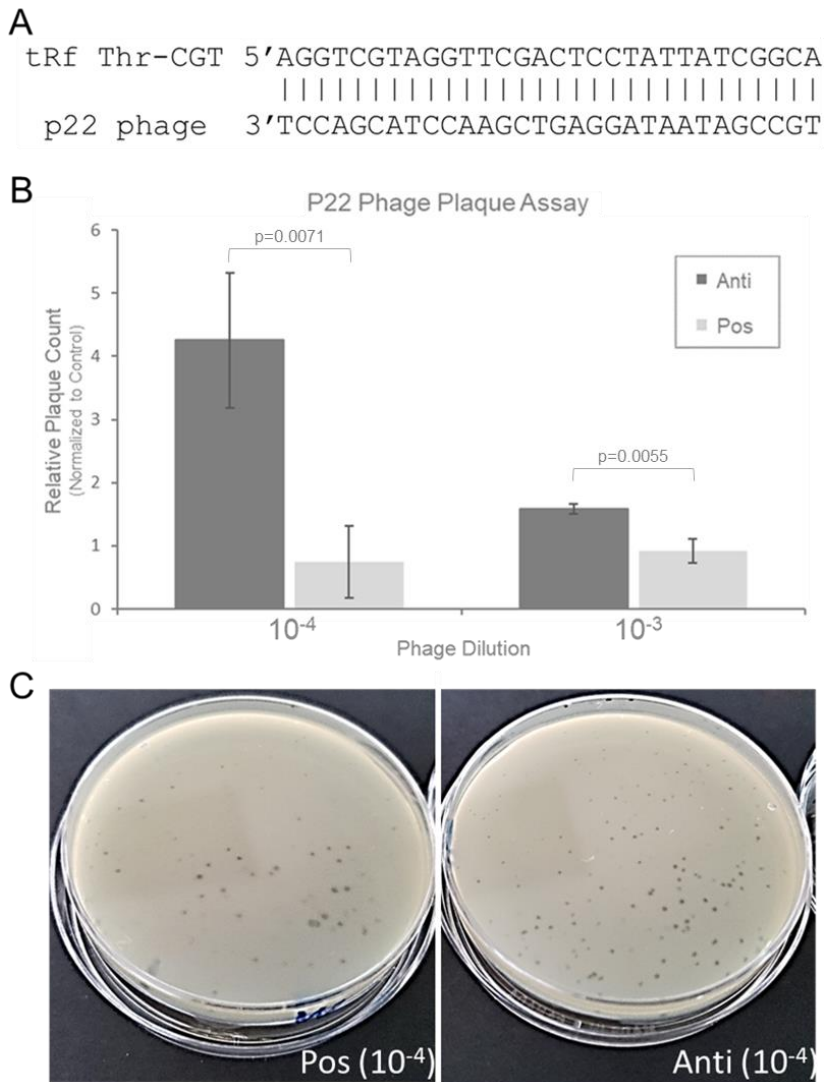 A
tRf Thr-CGT 5’AGGTCGTAGGTTCGACTCCTATTATCGGCA
p22 phage 3’TCCAGCATCCAAGCTGAGGATAATAGCCGT
B
P22 Phage Plaque Assay
6
5
4
3
2
1
0
Relative Plaque Count
(Normalized to Control)
p=0.0071
p=0.0055
Anti
Pos
10⁻⁴
10⁻³
Phage Dilution
C
Pos (10⁻⁴)
Anti (10⁻⁴)